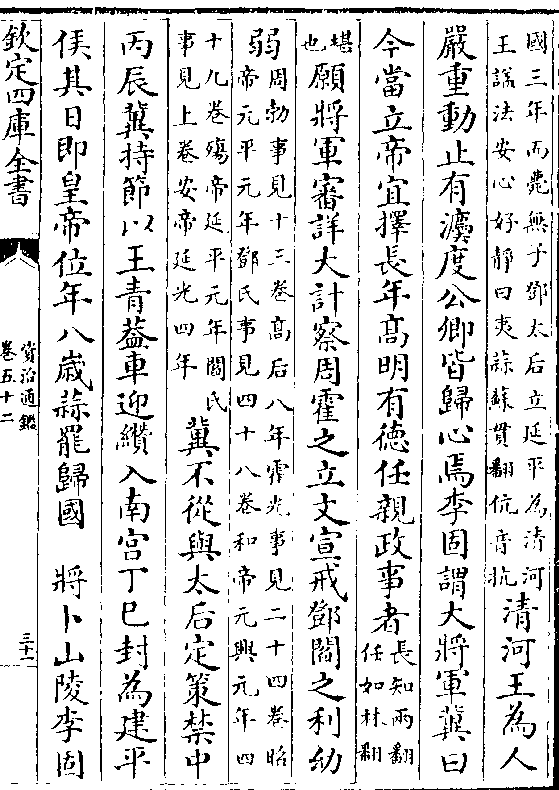 國三年而薨無子鄧太后立延平為清河
王諡法安心好靜曰夷蒜蘇貫翻伉音抗
清河王為人
嚴重動止有灋度公卿皆歸心焉李固謂大將軍冀曰
今當立帝宜擇長年高明有德任親政事者
長知兩翻
任如林翻
堪
也
願將軍審詳大計察周霍之立文宣戒鄧閻之利幼
弱
周勃事見十三卷高后八年霍光事見二十四卷昭
帝元平元年鄧氏事見四十八卷和帝元興元年四
十九卷殤帝延平元年閻氏
事見上卷安帝延光四年
冀不從與太后定策禁中
丙辰冀持節以王青葢車迎纘入南宫丁巳封為建平
侯其日即皇帝位年八歲蒜罷歸國 將卜山陵李固
欽定四庫全書
資治通鑑
卷五十二
三十一